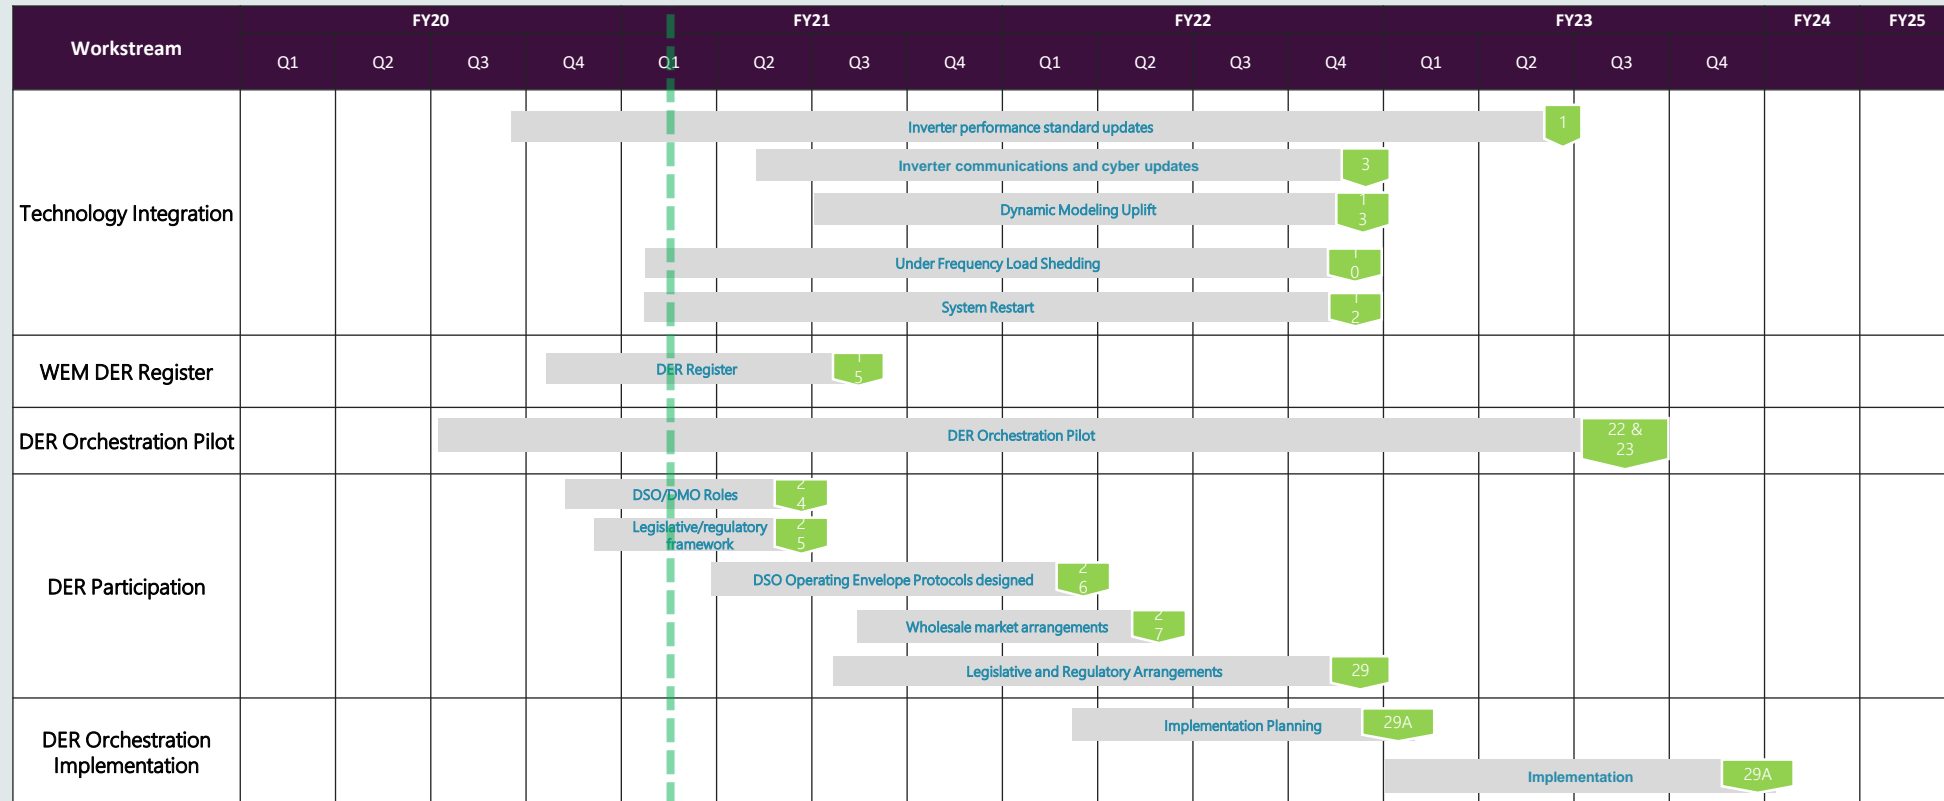 Workstream
FY20
FY21
FY22
FY23
FY24
FY25
Q1
Q2
Q3
Q4
Q1
Q2
Q3
Q4
Q1
Q2
Q3
Q4
Q1
Q2
Q3
Q4
Technology Integration
Inverter performance standard updates
1
Inverter communications and cyber updates
3
Dynamic Modeling Uplift
1
3
Under Frequency Load Shedding
1
0
System Restart
1
2
WEM DER Register
DER Register
1
5
DER Orchestration Pilot
DER Orchestration Pilot
22 &
23
DER Participation
DSO/DMO Roles
2
4
Legislative/regulatory
framework
2
5
DSO Operating Envelope Protocols designed
2
6
Wholesale market arrangements
2
7
Legislative and Regulatory Arrangements
29
DER Orchestration
Implementation
Implementation Planning
29A
Implementation
29A